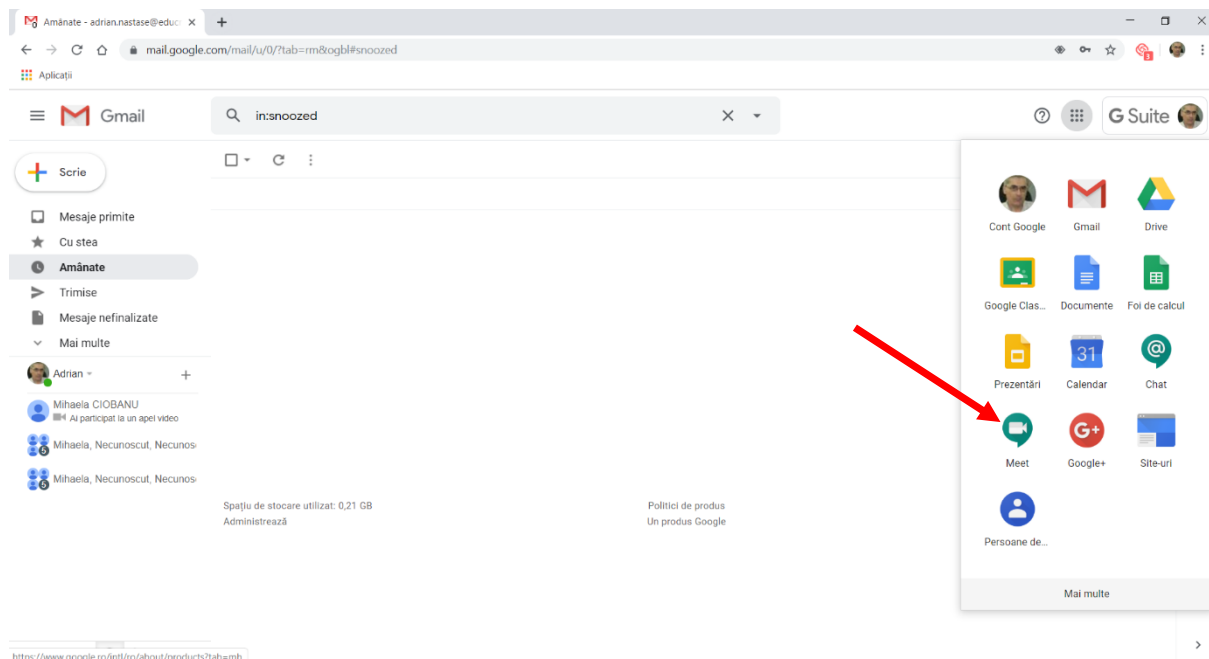 Amânate - adrian.nastase@educ
mail.google.com/mail/u/0/?tab=rm&ogbl#snoozed
3
Aplicații
Gmail
in:snoozed
G Suite
Scrie
Mesaje primite
Cu stea
Amânate
Trimise
Mesaje nefinalizate
Mai multe
Adrian
Mihaela CIOBANU
Ai participat la un apel video
5
Mihaela, Necunoscut, Necunos
5
Mihaela, Necunoscut, Necunos
Spațiu de stocare utilizat: 0,21 GB
Administrează
Politici de produs
Un produs Google
Cont Google
Gmail
Drive
Google Clas...
Documente
Foi de calcul
31
Prezentări
Calendar
Chat
G+
Meet
Google+
Site-uri
Persoane de...
Mai multe
https://www.google.ro/intl/ro/about/products?tab=mh